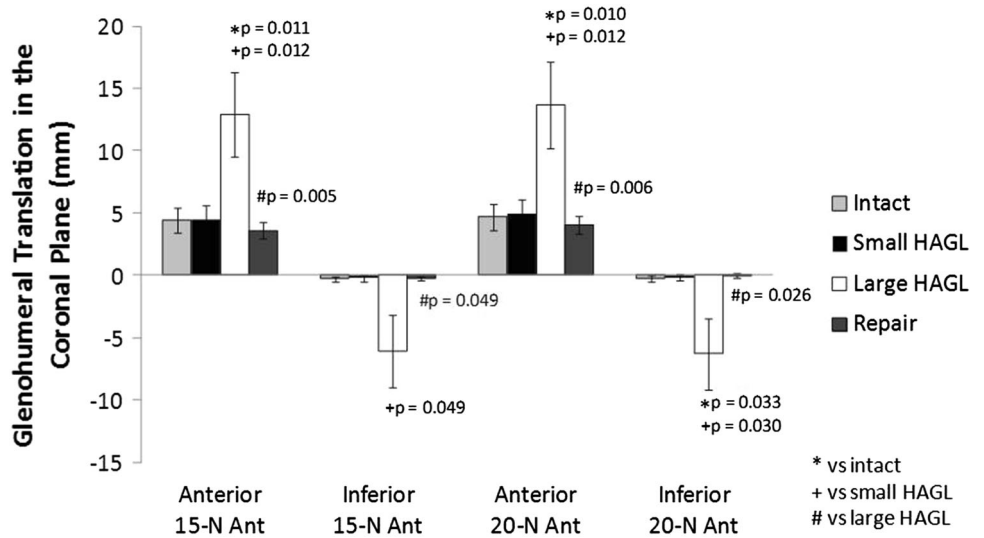 Glenohumeral Translation in the
Coronal Plane (mm)
20
15
10
5
0
-5
-10
-15
*p = 0.011
+p = 0.012
#p = 0.005
#p = 0.049
+p = 0.049
*p = 0.010
+p = 0.012
#p = 0.006
#p = 0.026
*p = 0.033
+p = 0.030
Anterior
15-N Ant
Inferior
15-N Ant
Anterior
20-N Ant
Inferior
20-N Ant
Intact
Small HAGL
Large HAGL
Repair
* vs intact
+ vs small HAGL
# vs large HAGL